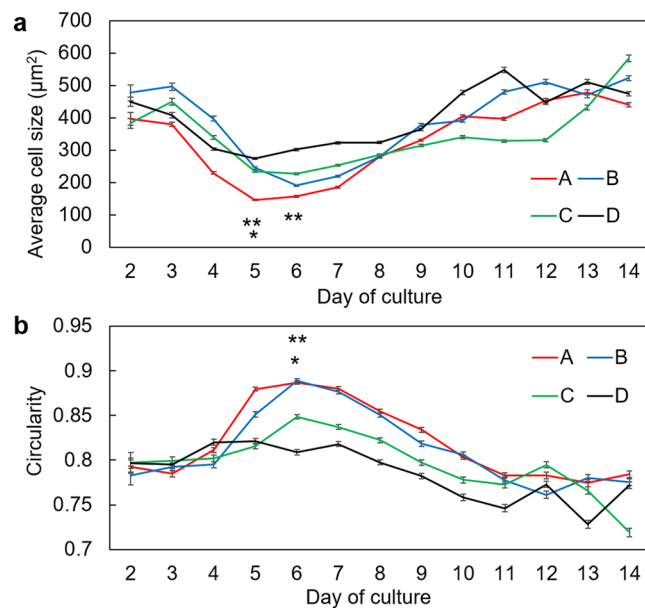 a
700
600
500
400
300
200
100
0
Average cell size (μm²)
A B
C D
**
*
**
2 3 4 5 6 7 8 9 10 11 12 13 14
Day of culture
b
0.95
0.9
0.85
0.8
0.75
0.7
Circularity
**
*
A B
C D
2 3 4 5 6 7 8 9 10 11 12 13 14
Day of culture